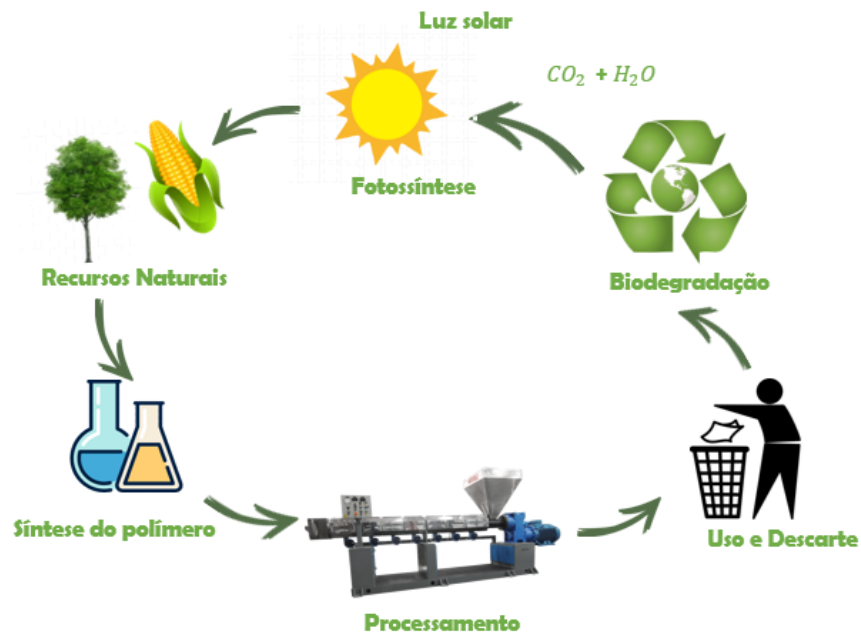 Luz solar
CO₂ + H₂O
Fotossíntese
Recursos Naturais
Biodegradação
Síntese do polímero
Uso e Descarte
Processamento